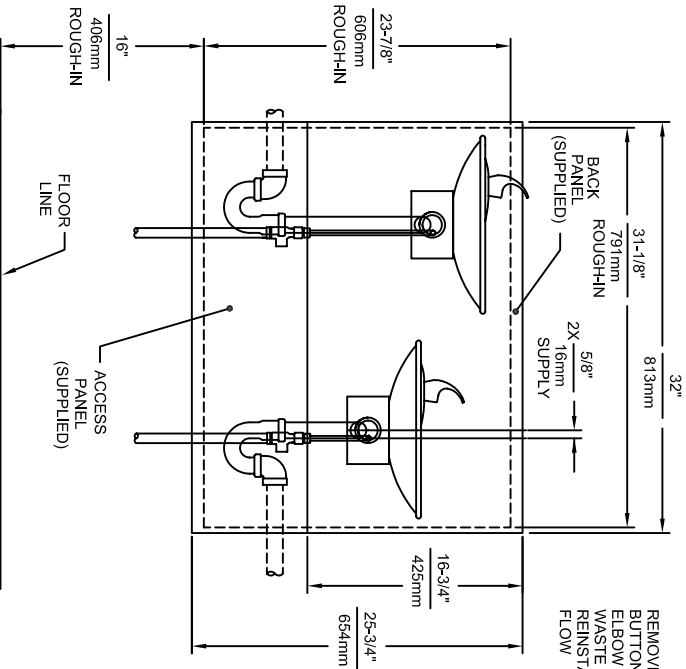 32"
813mm
31-1/8"
791mm
ROUGH-IN
BACK
PANEL
(SUPPLIED)
5/8"
2X
16mm
SUPPLY
23-7/8"
606mm
ROUGH-IN
16"
406mm
ROUGH-IN
FLOOR
LINE
ACCESS
PANEL
(SUPPLIED)
16-3/4"
425mm
25-3/4"
654mm
BUTTON
ELBOW
WASTE
FLOW